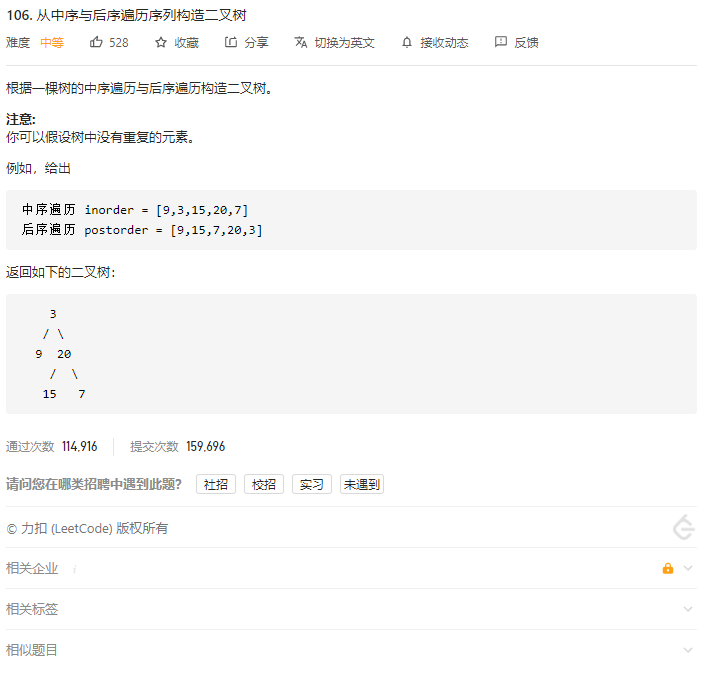 106. 从中序与后序遍历序列构造二叉树
难度 中等 528 收藏 分享 切换为英文 接收动态 反馈
根据一棵树的中序遍历与后序遍历构造二叉树。
注意:
你可以假设树中没有重复的元素。
例如，给出
中序遍历 inorder = [9,3,15,20,7]
后序遍历 postorder = [9,15,7,20,3]
返回如下的二叉树：
3
/ \
9 20
/ \
15 7
通过次数 114,916 提交次数 159,696
请问您在哪类招聘中遇到此题？ 社招 校招 实习 未遇到
© 力扣 (LeetCode) 版权所有
相关企业 i
相关标签
相似题目